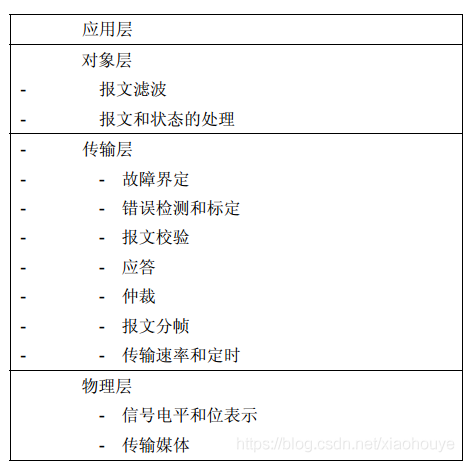 应用层
对象层
- 报文滤波
- 报文和状态的处理
- 传输层
- - 故障界定
- - 错误检测和标定
- - 报文校验
- - 应答
- - 仲裁
- - 报文分帧
- - 传输速率和定时
物理层
- 信号电平和位表示
- 传输媒体
https://blog.csdn.net/xiaohouye